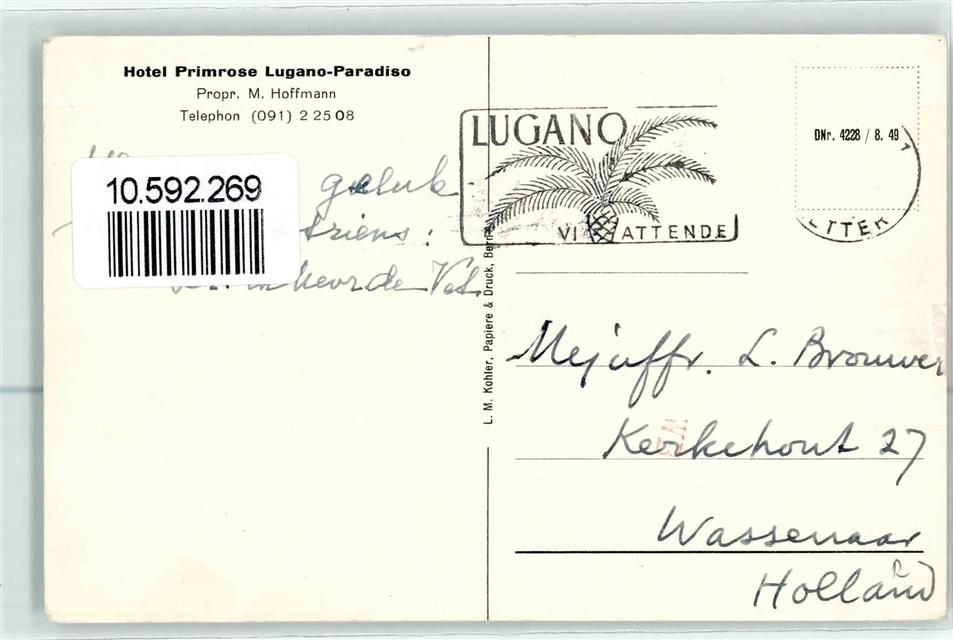 Hotel Primrose Lugano-Paradiso
Propr. M. Hoffmann
Telephon (091) 2 25 08
10.592.269
geluk
LUGANO
VI ATTENDE
DNr. 4228 / 8. 49
ETTER
L. M. Kohler, Papiere & Druck, Bern
Mejuffr. L. Brouwer
Kerkehout 27
Wassenaar
Holland